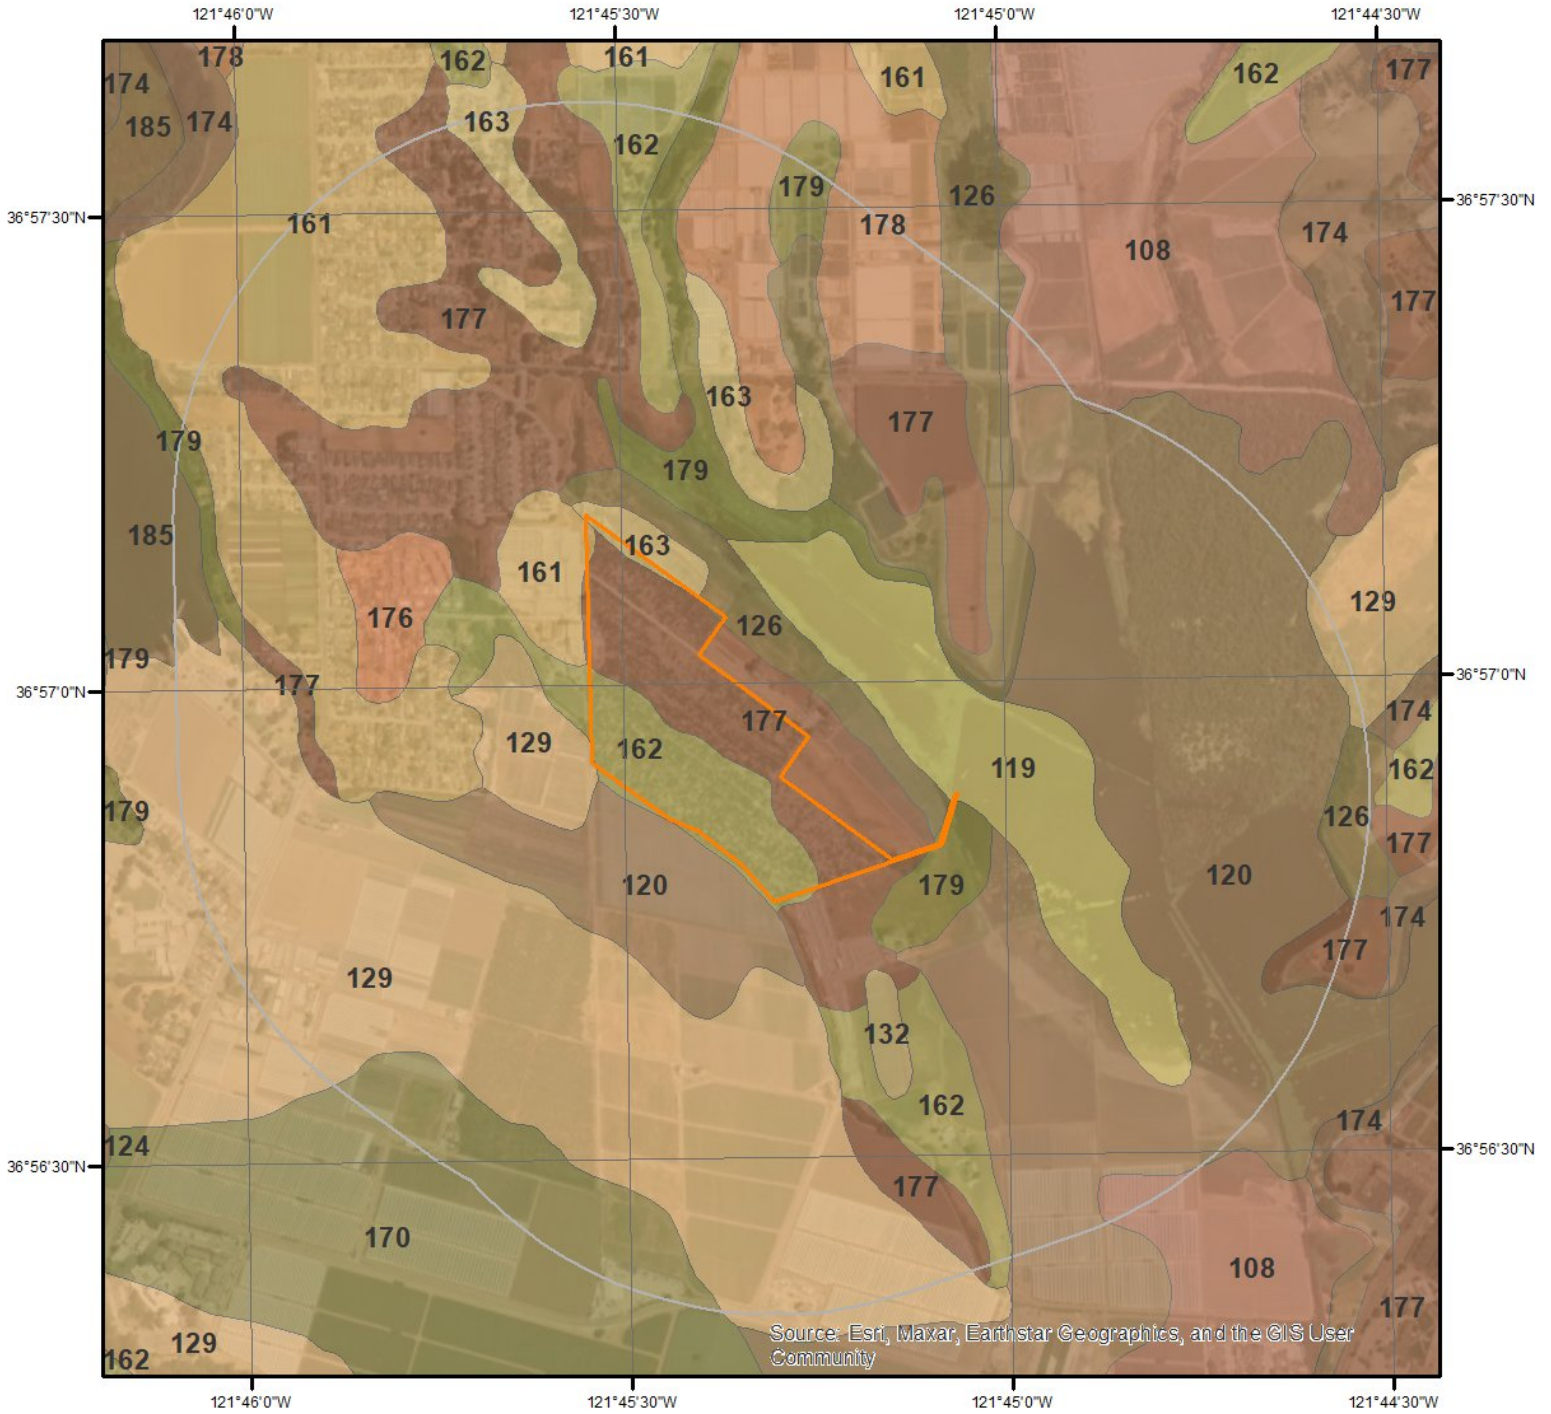 121°46'0"W 121°45'30"W 121°45'0"W 121°44'30"W
178 162 161 161 162 177
174
185 174 163 162
179 126
36°57'30"N 161 178 174 36°57'30"N
108
177 177
163 177
179 179
185 163
161 129
176 126
179
36°57'0"N 177 177 174 36°57'0"N
129 162 119 162
179 126
177
120 179 120
174
129 177
132
162 174
124
36°56'30"N 36°56'30"N
177
170 108
177
129
162
Source: Esri, Maxar, Earthstar Geographics, and the GIS User
Community
121°46'0"W 121°45'30"W 121°45'0"W 121°44'30"W